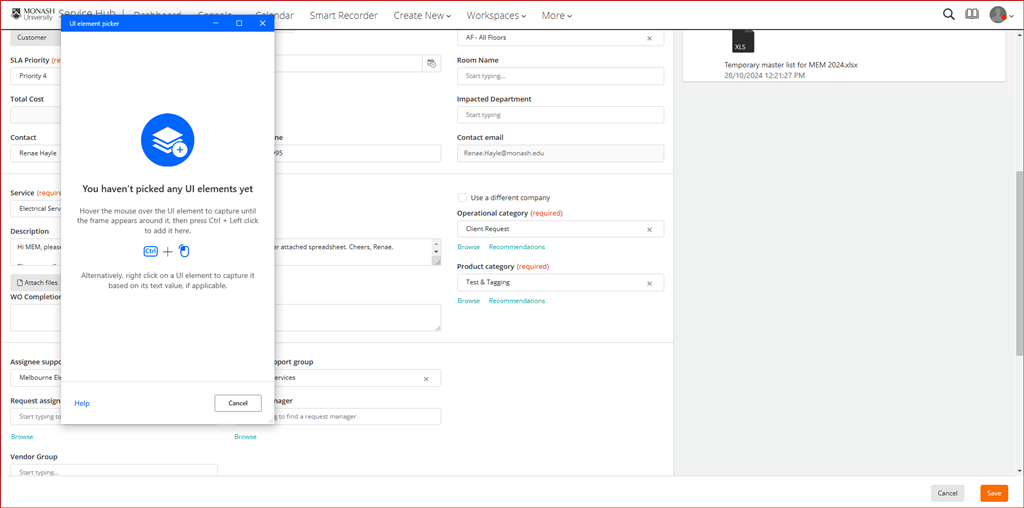 MONASH University
Service Hub | Dashboard Console Calendar Smart Recorder Create New Workspaces More
UI element picker
Customer
AF - All Floors
XLS
Temporary master list for MEM 2024.xlsx
28/10/2024 12:21:27 PM
SLA Priority (re
Priority 4
Room Name
Start typing...
Total Cost
Impacted Department
Start typing
Contact
Renae Hayle
ne
95
Contact email
Renae.Hayle@monash.edu
You haven't picked any UI elements yet
Hover the mouse over the UI element to capture until
the frame appears around it, then press Ctrl + Left click
to add it here.
Ctrl +
Alternatively, right click on a UI element to capture it
based on its text value, if applicable.
Help
Cancel
Service (require
Electrical Serv
Use a different company
Operational category (required)
Client Request
Browse Recommendations
Description
Hi MEM, please
er attached spreadsheet. Cheers, Renae.
Product category (required)
Test & Tagging
Browse Recommendations
Attach files
WO Completion
Assignee suppo
Melbourne Ele
pport group
ervices
Request assign
Start typing to
nager
g to find a request manager
Browse
Browse
Vendor Group
Start typing...
Cancel
Save